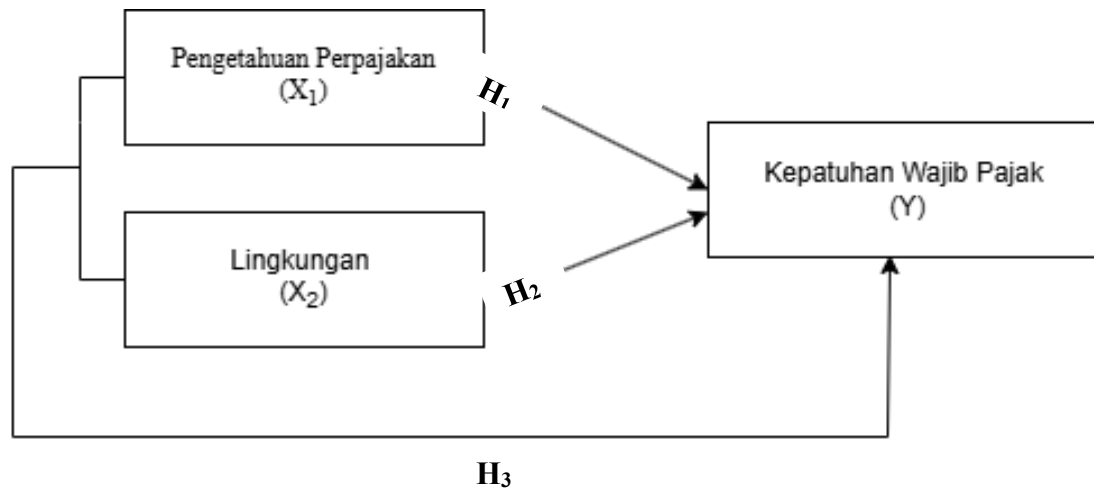 Pengetahuan Perpajakan
(X₁)
H₁
Kepatuhan Wajib Pajak
(Y)
Lingkungan
(X₂)
H₂
H₃